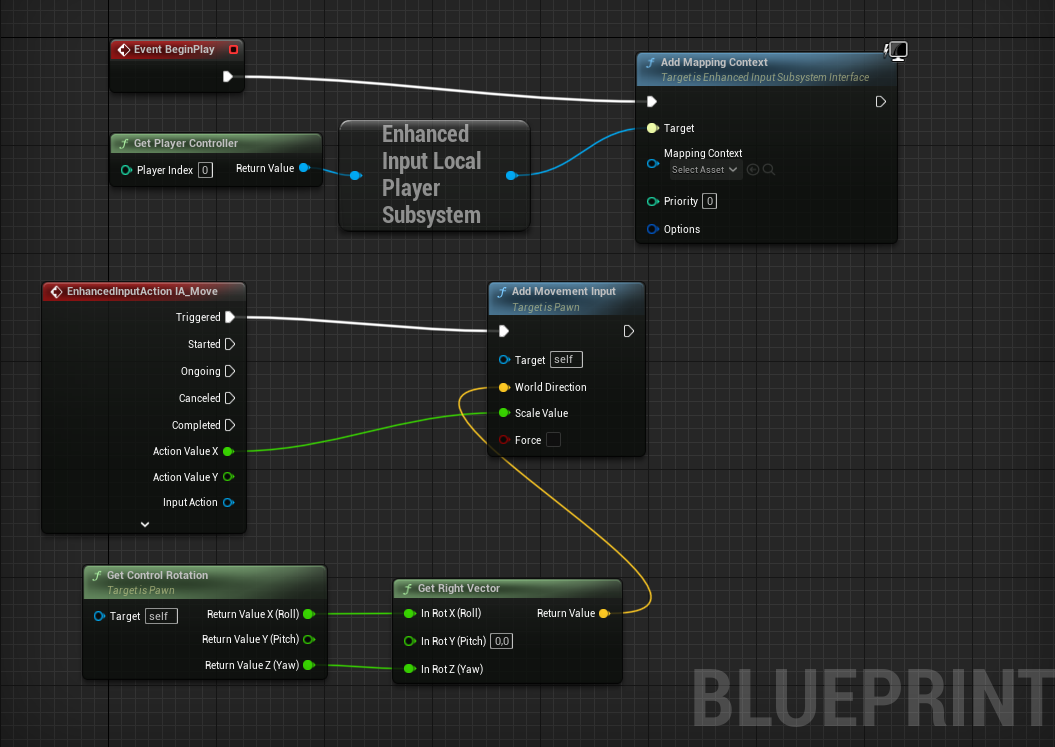 Event BeginPlay
Add Mapping Context
Target is Enhanced Input Subsystem Interface
Target
Mapping Context
Select Asset
Priority 0
Options
Get Player Controller
Player Index 0 Return Value
Enhanced
Input Local
Player
Subsystem
EnhancedInputAction IA_Move
Triggered
Started
Ongoing
Canceled
Completed
Action Value X
Action Value Y
Input Action
Add Movement Input
Target is Pawn
Target self
World Direction
Scale Value
Force
Get Control Rotation
Target is Pawn
Target self Return Value X (Roll)
Return Value Y (Pitch)
Return Value Z (Yaw)
Get Right Vector
In Rot X (Roll) Return Value
In Rot Y (Pitch) 0,0
In Rot Z (Yaw)
BLUEPRINT